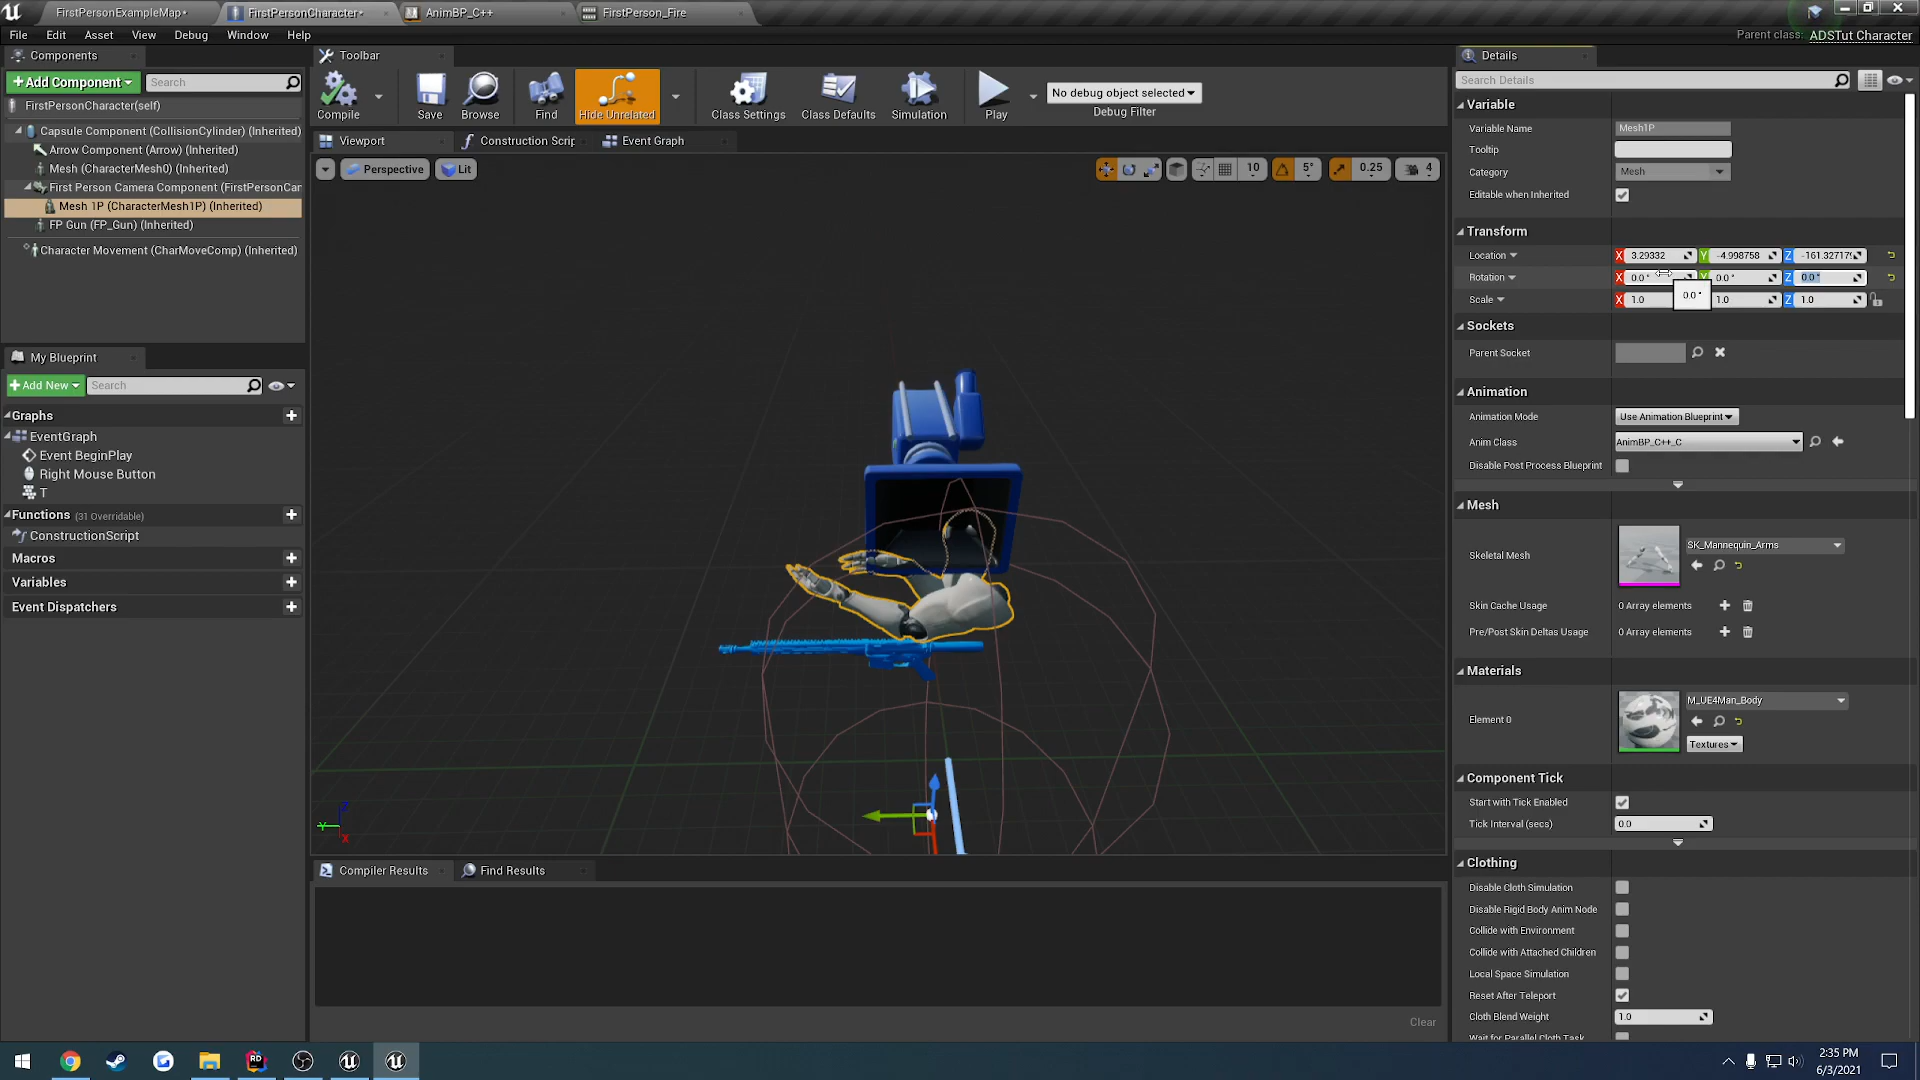 FirstPersonExampleMap*
FirstPersonCharacter*
AnimBP_C++
FirstPerson_Fire
File Edit Asset View Debug Window Help
Parent class: ADSTut Character
Components
+Add Component
Search
FirstPersonCharacter(self)
Capsule Component (CollisionCylinder) (Inherited)
Arrow Component (Arrow) (Inherited)
Mesh (CharacterMesh0) (Inherited)
First Person Camera Component (FirstPersonCar
Mesh 1P (CharacterMesh1P) (Inherited)
FP Gun (FP_Gun) (Inherited)
Character Movement (CharMoveComp) (Inherited)
My Blueprint
+Add New
Search
Graphs
EventGraph
Event BeginPlay
Right Mouse Button
T
Functions (31 Overridable)
ConstructionScript
Macros
Variables
Event Dispatchers
Toolbar
Compile
Save
Browse
Find
Hide Unrelated
Class Settings
Class Defaults
Simulation
Play
No debug object selected
Debug Filter
Viewport
Construction Scrip
Event Graph
Perspective
Lit
10
5°
0.25
4
Z
Y
X
Compiler Results
Find Results
Clear
Details
Search Details
Variable
Variable Name Mesh1P
Tooltip
Category Mesh
Editable when Inherited
Transform
Location X 3.29332 Y -4.998758 Z -161.327179
Rotation X 0.0 ° Y 0.0 ° Z 0.0 °
0.0 °
Scale X 1.0 1.0 Z 1.0
Sockets
Parent Socket
Animation
Animation Mode Use Animation Blueprint
Anim Class AnimBP_C++_C
Disable Post Process Blueprint
Mesh
Skeletal Mesh SK_Mannequin_Arms
Skin Cache Usage 0 Array elements
Pre/Post Skin Deltas Usage 0 Array elements
Materials
Element 0 M_UE4Man_Body
Textures
Component Tick
Start with Tick Enabled
Tick Interval (secs) 0.0
Clothing
Disable Cloth Simulation
Disable Rigid Body Anim Node
Collide with Environment
Collide with Attached Children
Local Space Simulation
Reset After Teleport
Cloth Blend Weight 1.0
Wait for Parallel Cloth Task
RD
2:35 PM
6/3/2021